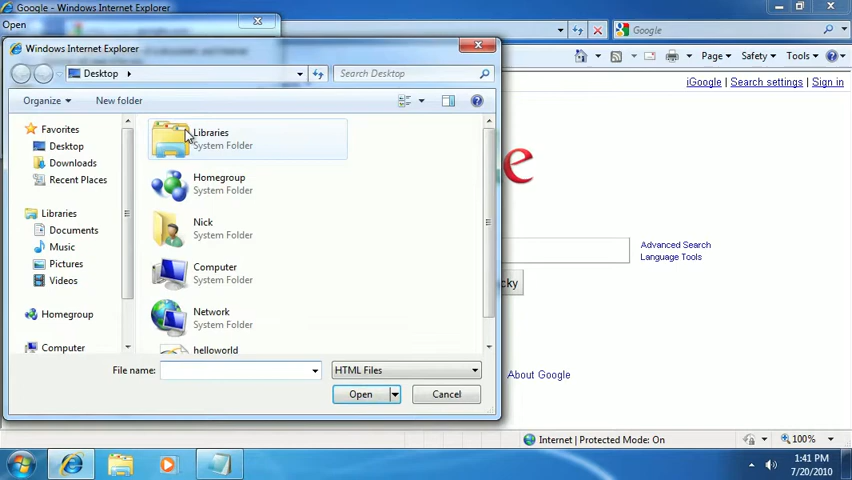 Google - Windows Internet Explorer
Open
Windows Internet Explorer
Google
Desktop
Search Desktop
Page
Safety
Tools
Organize
New folder
iGoogle | Search settings | Sign in
Favorites
Desktop
Downloads
Recent Places
Libraries
Documents
Music
Pictures
Videos
Homegroup
Computer
Libraries
System Folder
Homegroup
System Folder
Nick
System Folder
Computer
System Folder
Network
System Folder
helloworld
e
Advanced Search
Language Tools
cky
File name:
HTML Files
Open
Cancel
About Google
Internet | Protected Mode: On
100%
1:41 PM
7/20/2010